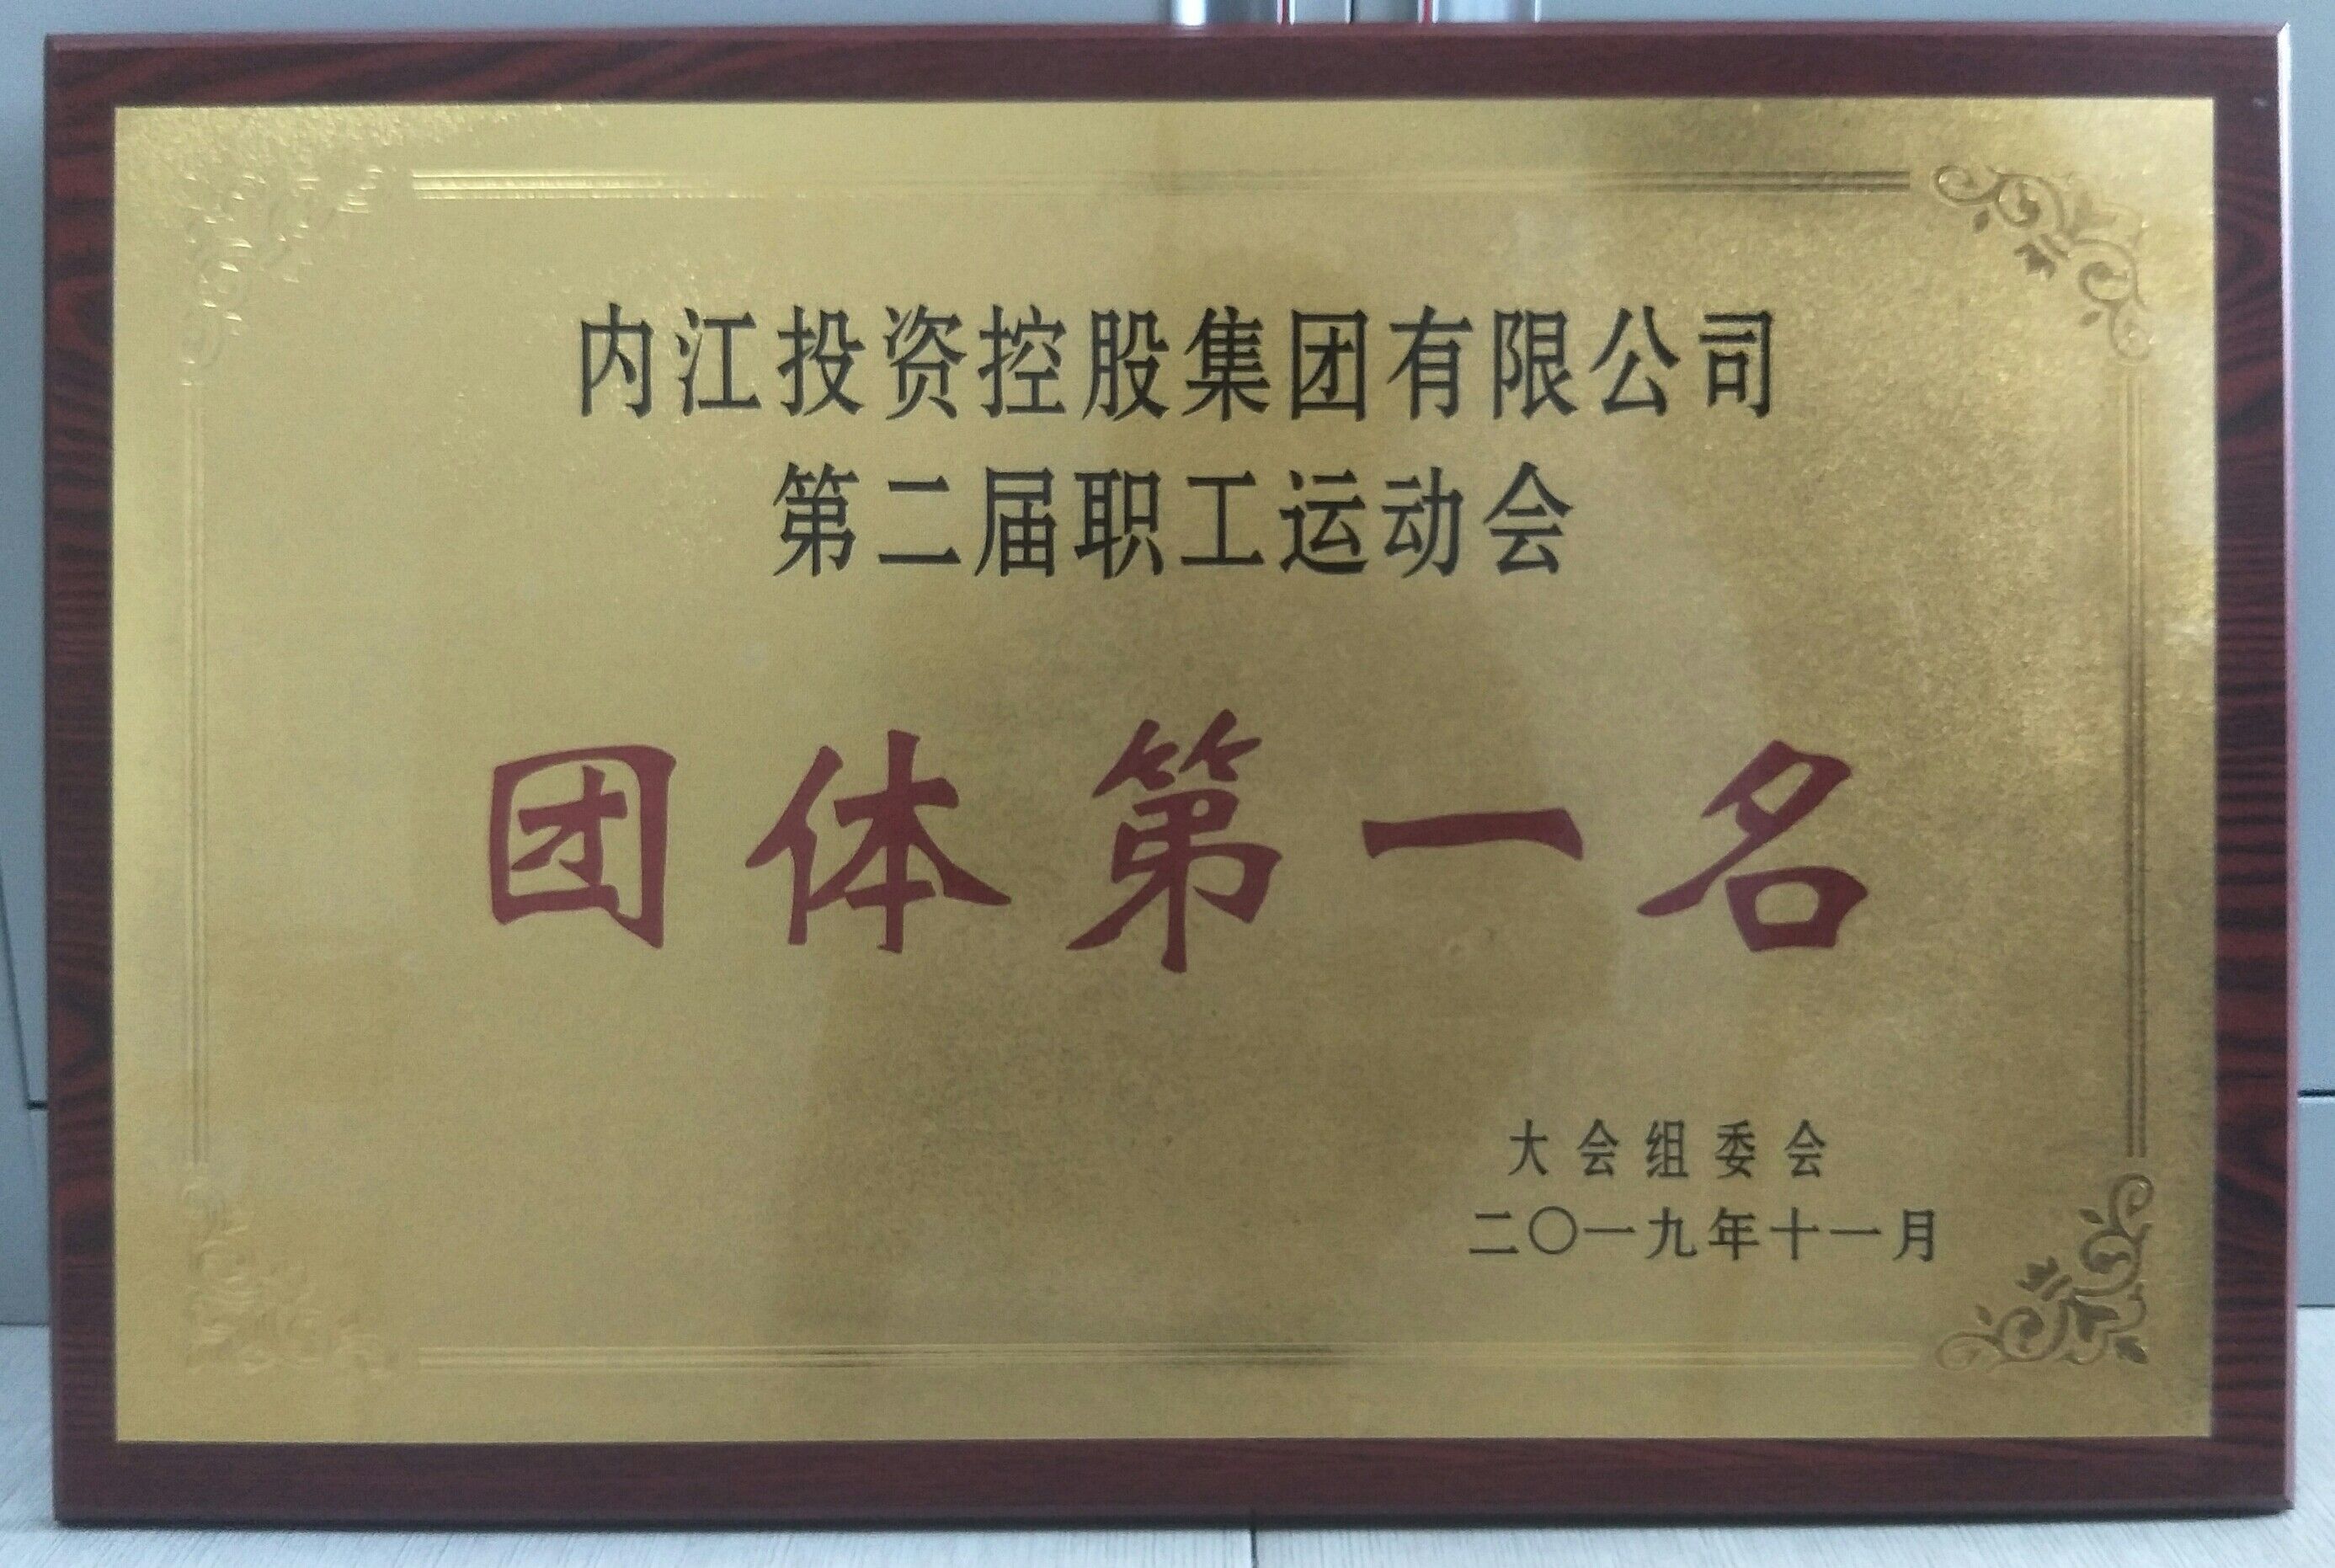 内江投资控股集团有限公司
第二届职工运动会
团体第一名
大会组委会
二〇一九年十一月